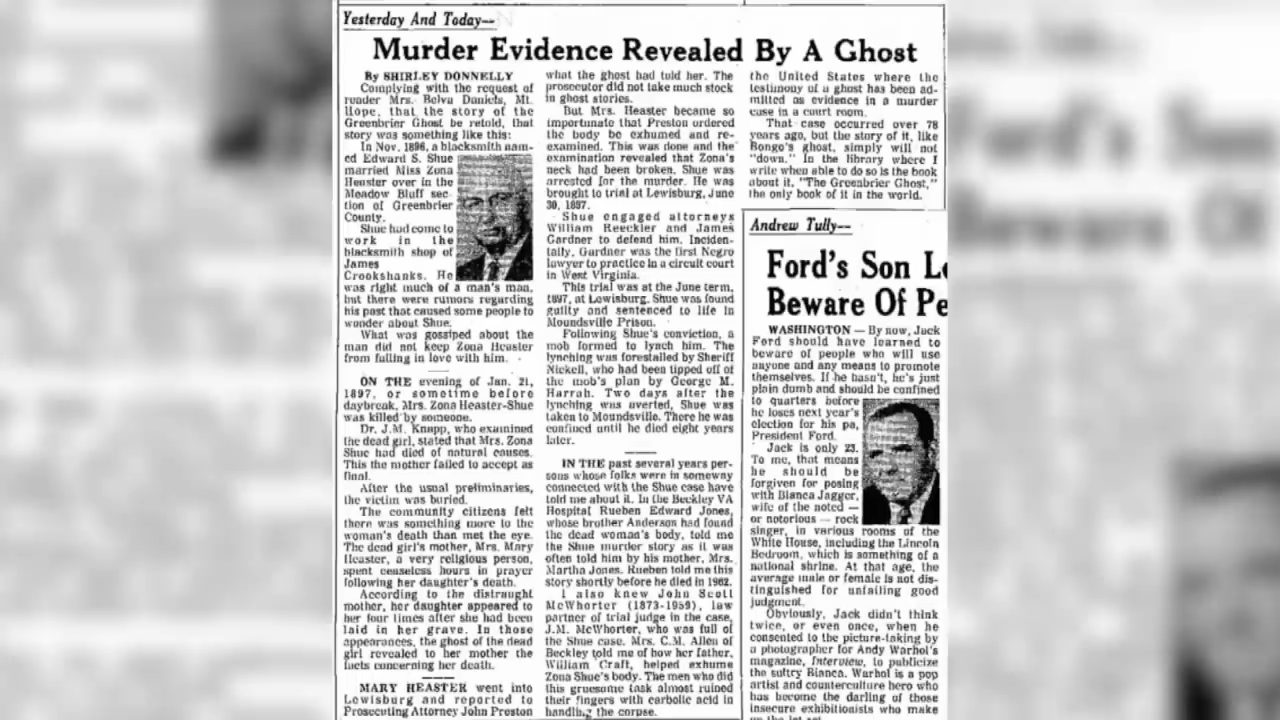 Yesterday And Today—
Murder Evidence Revealed By A Ghost
By SHIRLEY DONNELLY
Complying with the request of
reader Mrs. Belva Daniels, Mt.
Hope, that the story of the
Greenbrier Ghost be retold, that
story was something like this:
In Nov. 1896, a blacksmith nam-
ed Edward S. Shue
married Miss Zona
Heaster over in the
Meadow Bluff sec-
tion of Greenbrier
County.
Shue had come to
work in the
blacksmith shop of
James
Crookshanks. He
was right much of a man's man,
but there were rumors regarding
his past that caused some people to
wonder about Shue.
What was gossiped about the
man did not keep Zona Heaster
from falling in love with him.
ON THE evening of Jan. 21,
1897, or sometime before
daybreak, Mrs. Zona Heaster-Shue
was killed by someone.
Dr. J.M. Knapp, who examined
the dead girl, stated that Mrs. Zona
Shue had died of natural causes.
This the mother failed to accept as
final.
After the usual preliminaries,
the victim was buried.
The community citizens felt
there was something more to the
woman's death than met the eye.
The dead girl's mother, Mrs. Mary
Heaster, a very religious person,
spent ceaseless hours in prayer
following her daughter's death.
According to the distraught
mother, her daughter appeared to
her four times after she had been
laid in her grave. In those
appearances, the ghost of the dead
girl revealed to her mother the
facts concerning her death.
MARY HEASTER went into
Lewisburg and reported to
Prosecuting Attorney John Preston
what the ghost had told her. The
prosecutor did not take much stock
in ghost stories.
But Mrs. Heaster became so
importunate that Preston ordered
the body be exhumed and re-
examined. This was done and the
examination revealed that Zona's
neck had been broken. Shue was
arrested for the murder. He was
brought to trial at Lewisburg, June
30, 1897.
Shue engaged attorneys
William Reeckler and James
Gardner to defend him. Inciden-
tally, Gardner was the first Negro
lawyer to practice in a circuit court
in West Virginia.
This trial was at the June term,
1897, at Lewisburg. Shue was found
guilty and sentenced to life in
Moundsville Prison.
Following Shue's conviction, a
mob formed to lynch him. The
lynching was forestalled by Sheriff
Nickell, who had been tipped off of
the mob's plan by George M.
Harrah. Two days after the
lynching was averted, Shue was
taken to Moundsville. There he was
confined until he died eight years
later.
IN THE past several years per-
sons whose folks were in someway
connected with the Shue case have
told me about it. In the Beckley VA
Hospital Rueben Edward Jones,
whose brother Anderson had found
the dead woman's body, told me
the Shue murder story as it was
often told him by his mother, Mrs.
Martha Jones. Rueben told me this
story shortly before he died in 1962.
I also knew John Scott
McWhorter (1873-1959), law
partner of trial judge in the case,
J.M. McWhorter, who was full of
the Shue case. Mrs. C.M. Allen of
Beckley told me of how her father,
William Craft, helped exhume
Zona Shue's body. The men who did
this gruesome task almost ruined
their fingers with carbolic acid in
handling the corpse.
the United States where the
testimony of a ghost has been ad-
mitted as evidence in a murder
case in a court room.
That case occurred over 78
years ago, but the story of it, like
Bongo's ghost, simply will not
"down." In the library where I
write when able to do so is the book
about it, "The Greenbrier Ghost,"
the only book of it in the world.
Andrew Tully—
Ford's Son Le
Beware Of Pe
WASHINGTON — By now, Jack
Ford should have learned to
beware of people who will use
anyone and any means to promote
themselves. If he hasn't, he's just
plain dumb and should be confined
to quarters before
he loses next year's
election for his pa,
President Ford.
Jack is only 23.
To me, that means
he should be
forgiven for posing
with Bianca Jagger,
wife of the noted —
or notorious — rock
singer, in various rooms of the
White House, including the Lincoln
Bedroom, which is something of a
national shrine. At that age, the
average male or female is not dis-
tinguished for unfailing good
judgment.
Obviously, Jack didn't think
twice, or even once, when he
consented to the picture-taking by
a photographer for Andy Warhol's
magazine, Interview, to publicize
the sultry Bianca. Warhol is a pop
artist and counterculture hero who
has become the darling of those
insecure exhibitionists who make